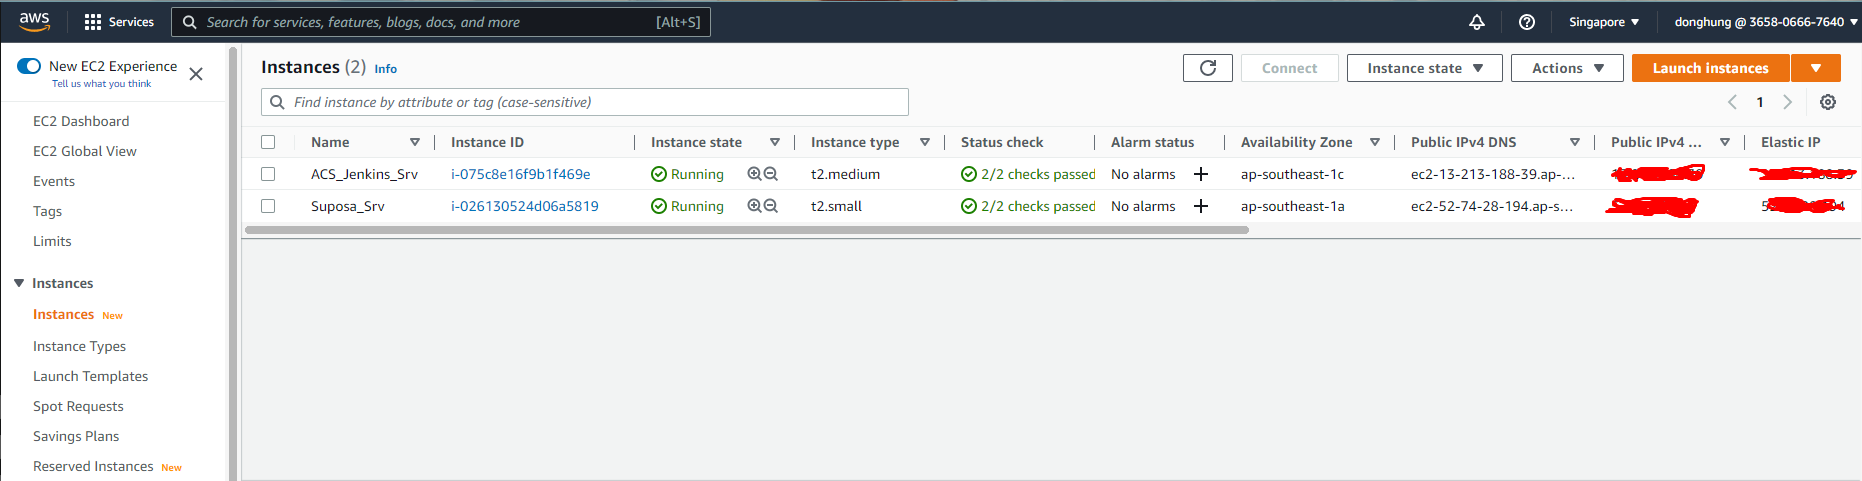 aws Services Search for services, features, blogs, docs, and more [Alt+S] Singapore donghung @ 3658-0666-7640
New EC2 Experience
Tell us what you think
EC2 Dashboard
EC2 Global View
Events
Tags
Limits
Instances
Instances New
Instance Types
Launch Templates
Spot Requests
Savings Plans
Reserved Instances New
Instances (2) Info Connect Instance state Actions Launch instances
Find instance by attribute or tag (case-sensitive) 1
Name Instance ID Instance state Instance type Status check Alarm status Availability Zone Public IPv4 DNS Public IPv4 ... Elastic IP
ACS_Jenkins_Srv i-075c8e16f9b1f469e Running t2.medium 2/2 checks passed No alarms ap-southeast-1c ec2-13-213-188-39.ap-...
Suposa_Srv i-026130524d06a5819 Running t2.small 2/2 checks passed No alarms ap-southeast-1a ec2-52-74-28-194.ap-s...